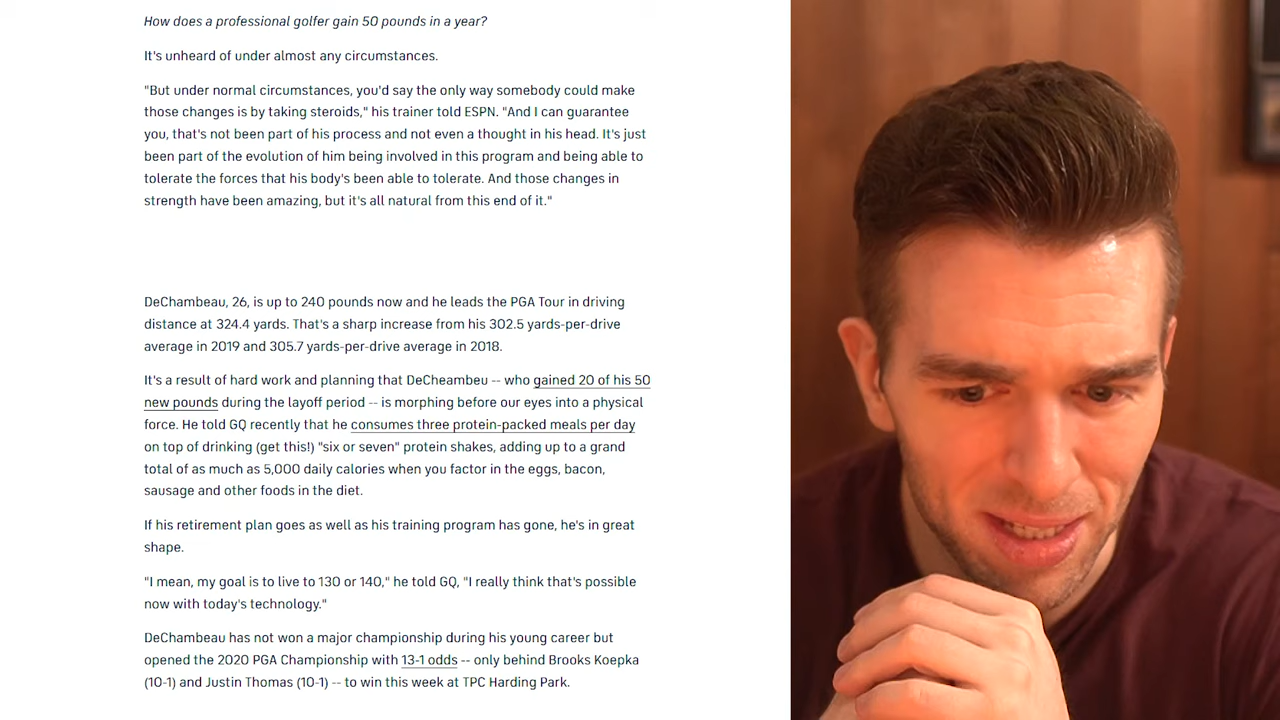 How does a professional golfer gain 50 pounds in a year?
It's unheard of under almost any circumstances.
"But under normal circumstances, you'd say the only way somebody could make
those changes is by taking steroids," his trainer told ESPN. "And I can guarantee
you, that's not been part of his process and not even a thought in his head. It's just
been part of the evolution of him being involved in this program and being able to
tolerate the forces that his body's been able to tolerate. And those changes in
strength have been amazing, but it's all natural from this end of it."
DeChambeau, 26, is up to 240 pounds now and he leads the PGA Tour in driving
distance at 324.4 yards. That's a sharp increase from his 302.5 yards-per-drive
average in 2019 and 305.7 yards-per-drive average in 2018.
It's a result of hard work and planning that DeCheambeu -- who gained 20 of his 50
new pounds during the layoff period -- is morphing before our eyes into a physical
force. He told GQ recently that he consumes three protein-packed meals per day
on top of drinking (get this!) "six or seven" protein shakes, adding up to a grand
total of as much as 5,000 daily calories when you factor in the eggs, bacon,
sausage and other foods in the diet.
If his retirement plan goes as well as his training program has gone, he's in great
shape.
"I mean, my goal is to live to 130 or 140," he told GQ, "I really think that's possible
now with today's technology."
DeChambeau has not won a major championship during his young career but
opened the 2020 PGA Championship with 13-1 odds -- only behind Brooks Koepka
(10-1) and Justin Thomas (10-1) -- to win this week at TPC Harding Park.